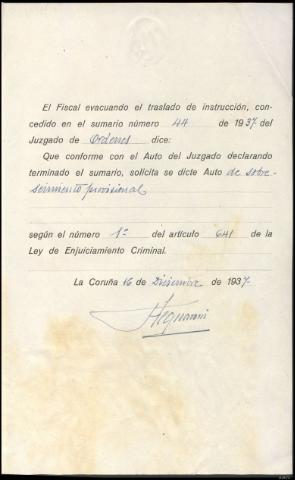 El Fiscal evacuando el traslado de instrucción, con-
cedido en el sumario número 44 de 1937 del
Juzgado de Ordenes dice:
Que conforme con el Auto del Juzgado declarando
terminado el sumario, solicita se dicte Auto de sobre-
seimiento provisional
según el número 1º del artículo 641 de la
Ley de Enjuiciamiento Criminal.
La Coruña 16 de Diciembre de 1937